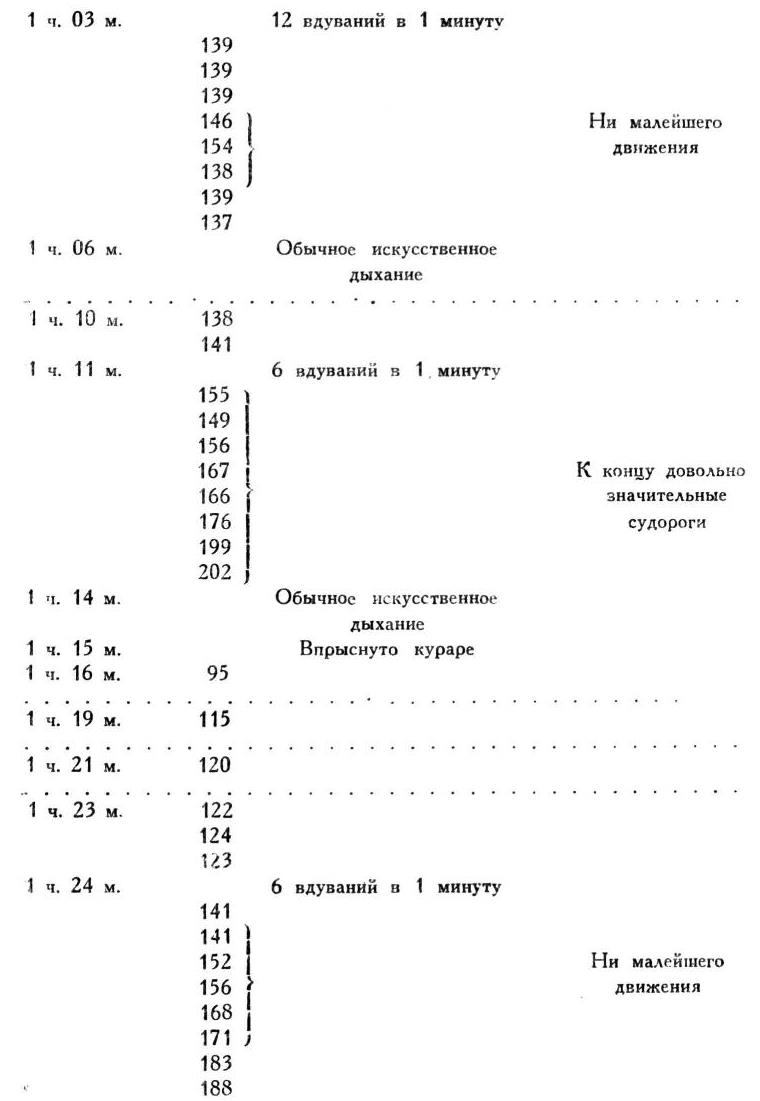 1 ч. 03 м. 12 вдуваний в 1 минуту
139
139
139
146 Ни малейшего
154 движения
138
139
137
1 ч. 06 м. Обычное искусственное
дыхание
. . . . . . . . . . . . . . . . . . . . . . . . . . . . . .
1 ч. 10 м. 138
141
1 ч. 11 м. 6 вдуваний в 1 минуту
155
149
156
167 К концу довольно
166 значительные
176 судороги
199
202
1 ч. 14 м. Обычное искусственное
дыхание
1 ч. 15 м. Впрыснуто кураре
1 ч. 16 м. 95
. . . . . . . . . . . . . . . . . . . . . . . . . . . . . .
1 ч. 19 м. 115
. . . . . . . . . . . . . . . . . . . . . . . . . . . . . .
1 ч. 21 м. 120
. . . . . . . . . . . . . . . . . . . . . . . . . . . . . .
1 ч. 23 м. 122
124
123
1 ч. 24 м. 6 вдуваний в 1 минуту
141
141
152 Ни малейшего
156 движения
168
171
183
188